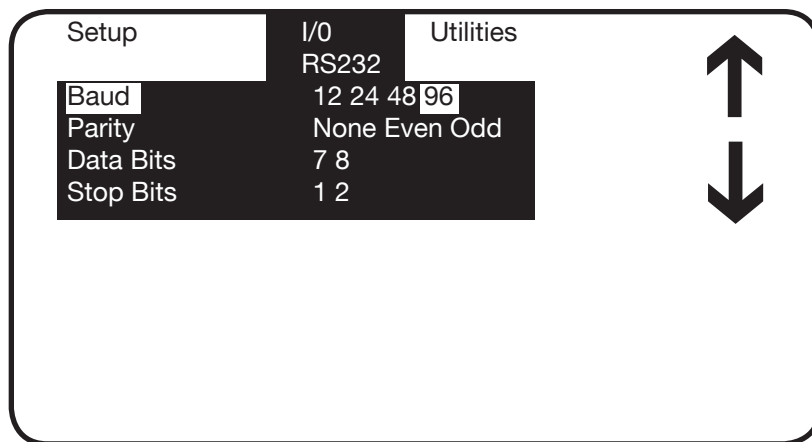 Setup I/0 Utilities
RS232
Baud 12 24 48 96
Parity None Even Odd
Data Bits 7 8
Stop Bits 1 2